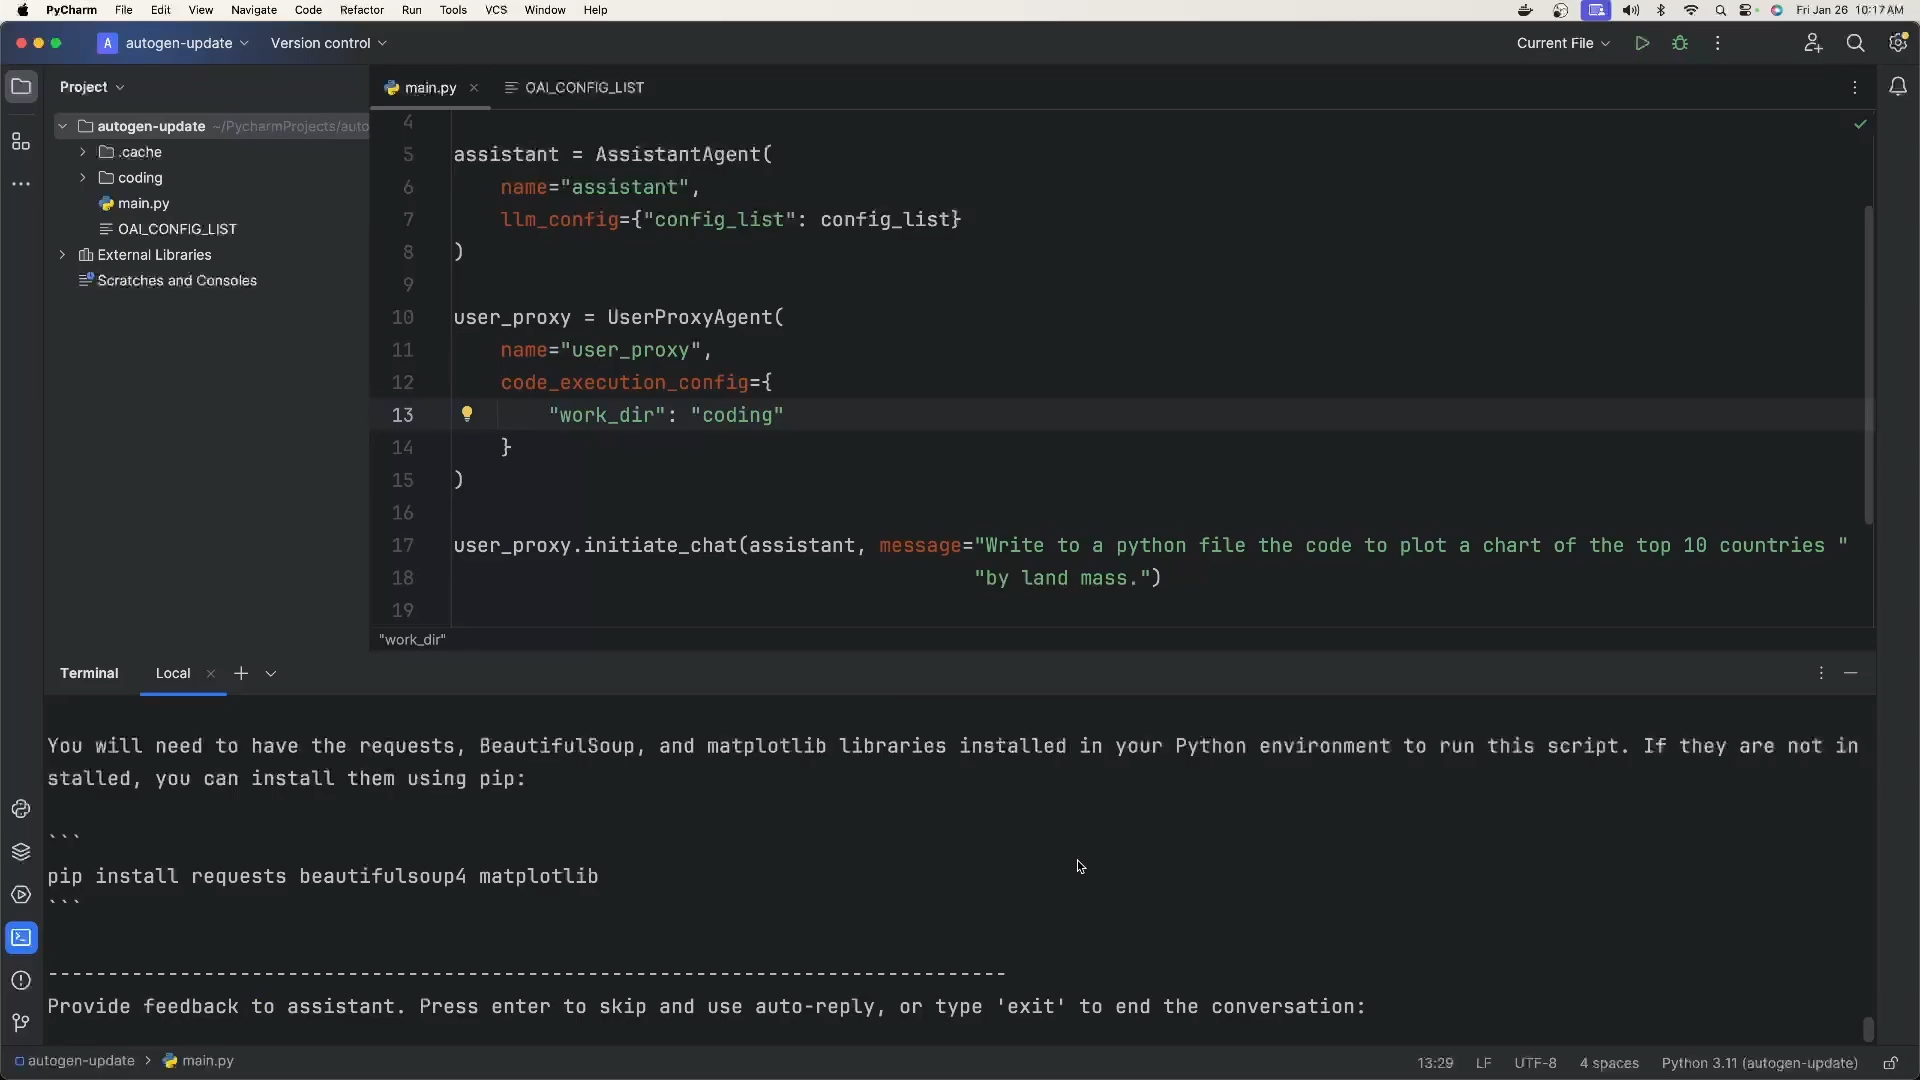 PyCharm File Edit View Navigate Code Refactor Run Tools VCS Window Help Fri Jan 26 10:17 AM
A autogen-update Version control Current File
Project
main.py
OAI_CONFIG_LIST
autogen-update ~/PycharmProjects/auto
.cache
coding
main.py
OAI_CONFIG_LIST
External Libraries
Scratches and Consoles
4
5 assistant = AssistantAgent(
6 name="assistant",
7 llm_config={"config_list": config_list}
8 )
9
10 user_proxy = UserProxyAgent(
11 name="user_proxy",
12 code_execution_config={
13 "work_dir": "coding"
14 }
15 )
16
17 user_proxy.initiate_chat(assistant, message="Write to a python file the code to plot a chart of the top 10 countries "
18 "by land mass.")
19
"work_dir"
Terminal Local
You will need to have the requests, BeautifulSoup, and matplotlib libraries installed in your Python environment to run this script. If they are not in
stalled, you can install them using pip:
```
pip install requests beautifulsoup4 matplotlib
```
--------------------------------------------------------------------------------
Provide feedback to assistant. Press enter to skip and use auto-reply, or type 'exit' to end the conversation:
autogen-update > main.py 13:29 LF UTF-8 4 spaces Python 3.11 (autogen-update)